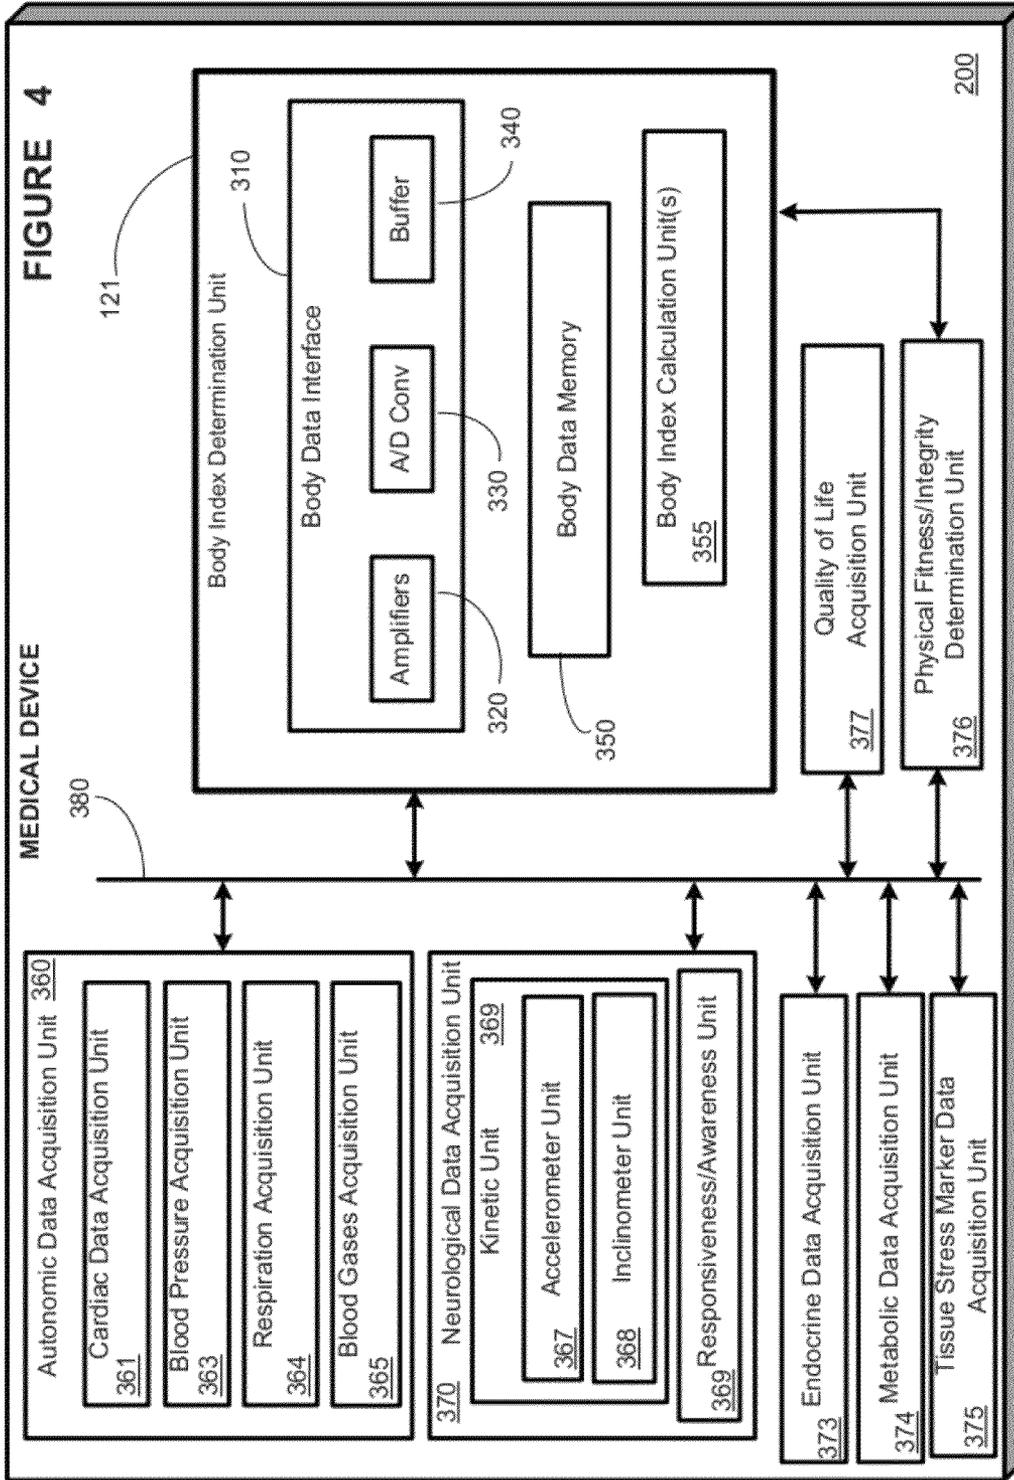 FIGURE 4
MEDICAL DEVICE
Autonomic Data Acquisition Unit 360
Cardiac Data Acquisition Unit
361
Blood Pressure Acquisition Unit
363
Respiration Acquisition Unit
364
Blood Gases Acquisition Unit
365
370
Neurological Data Acquisition Unit
Kinetic Unit
369
Accelerometer Unit
367
Inclinometer Unit
368
Responsiveness/Awareness Unit
369
Endocrine Data Acquisition Unit
373
Metabolic Data Acquisition Unit
374
Tissue Stress Marker Data
Acquisition Unit
375
380
121
Body Index Determination Unit
310
Body Data Interface
Amplifiers
A/D Conv
Buffer
320
330
340
Body Data Memory
350
Body Index Calculation Unit(s)
355
Quality of Life
Acquisition Unit
377
Physical Fitness/Integrity
Determination Unit
376
200